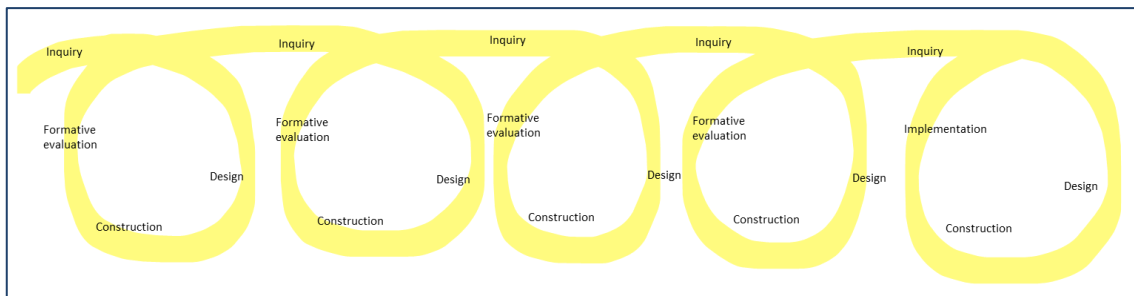 Inquiry
Formative
evaluation
Design
Construction
Inquiry
Formative
evaluation
Design
Construction
Inquiry
Formative
evaluation
Design
Construction
Inquiry
Formative
evaluation
Design
Construction
Inquiry
Implementation
Design
Construction